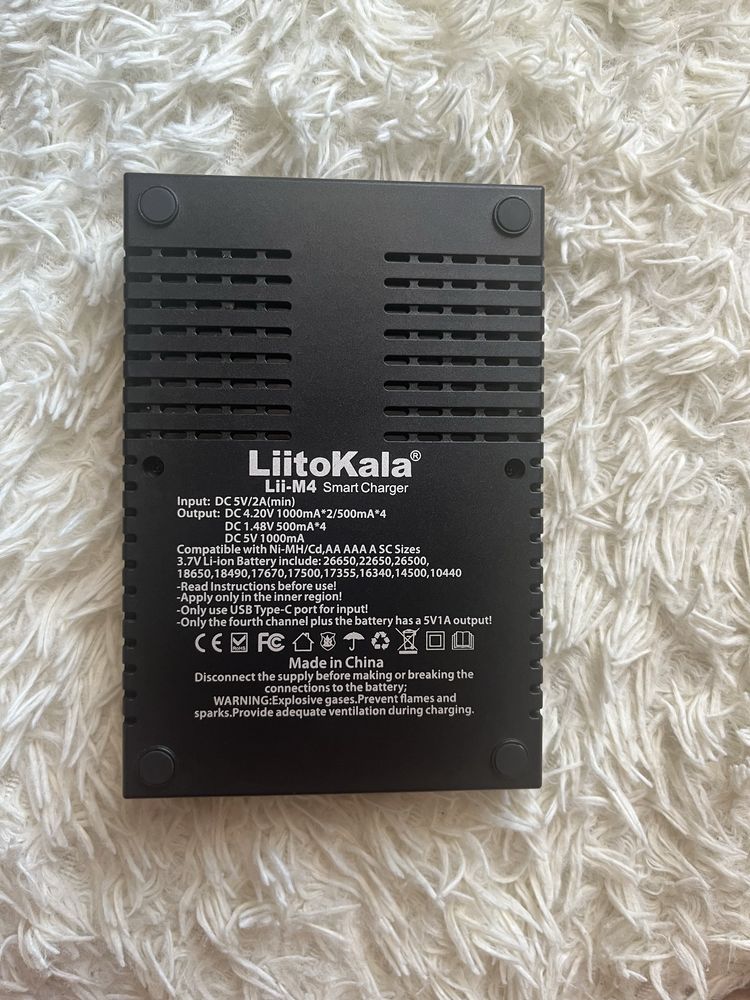 LiitoKala®
Lii-M4 Smart Charger
Input: DC 5V/2A(min)
Output: DC 4.20V 1000mA*2/500mA*4
DC 1.48V 500mA*4
DC 5V 1000mA
Compatible with Ni-MH/Cd,AA AAA A SC Sizes
3.7V Li-ion Battery include: 26650,22650,26500,
18650,18490,17670,17500,17355,16340,14500,10440
-Read Instructions before use!
-Apply only in the inner region!
-Only use USB Type-C port for input!
-Only the fourth channel plus the battery has a 5V1A output!
CE RoHS FC
Made in China
Disconnect the supply before making or breaking the
connections to the battery;
WARNING:Explosive gases.Prevent flames and
sparks.Provide adequate ventilation during charging.